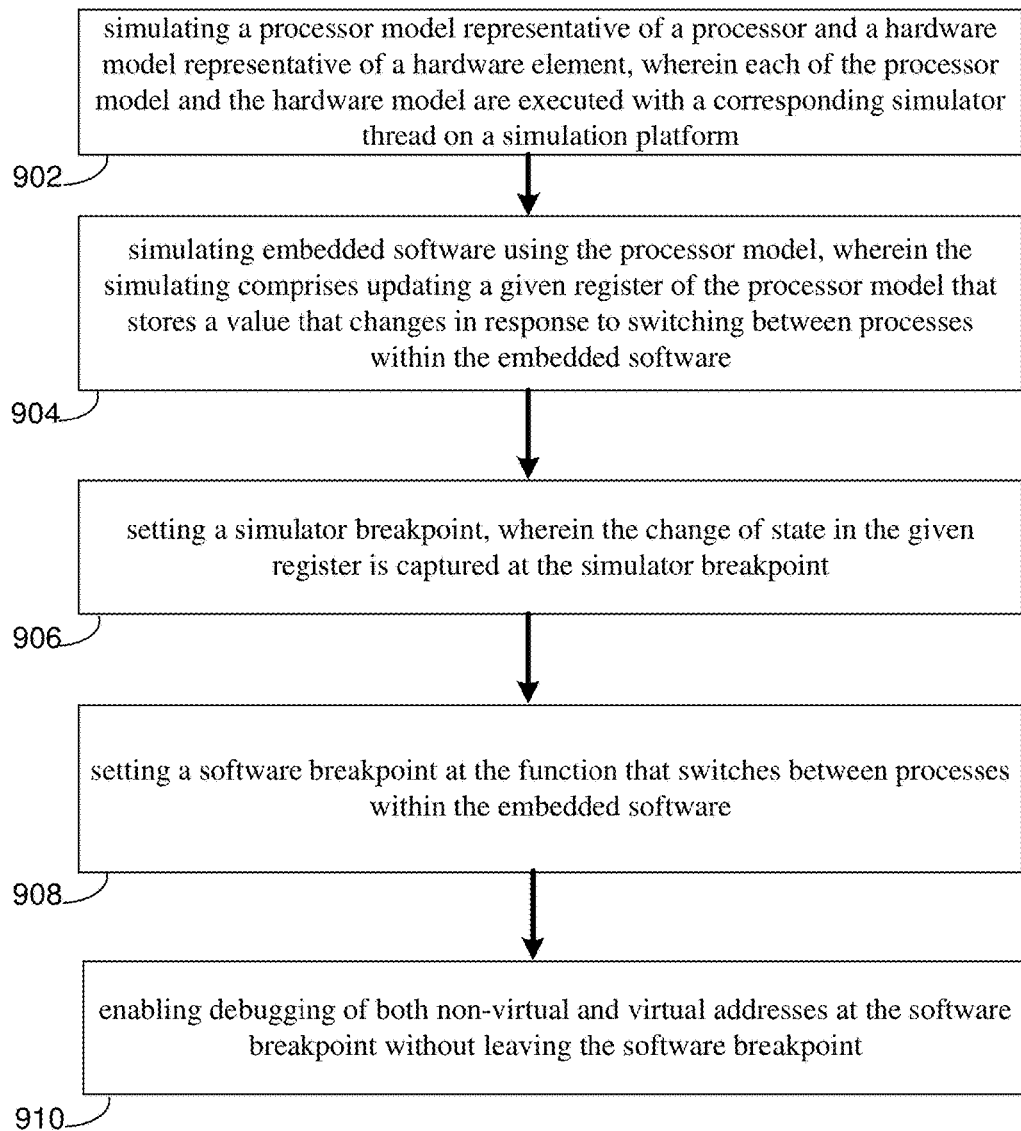 simulating a processor model representative of a processor and a hardware
model representative of a hardware element, wherein each of the processor
model and the hardware model are executed with a corresponding simulator
thread on a simulation platform
902
simulating embedded software using the processor model, wherein the
simulating comprises updating a given register of the processor model that
stores a value that changes in response to switching between processes
within the embedded software
904
setting a simulator breakpoint, wherein the change of state in the given
register is captured at the simulator breakpoint
906
setting a software breakpoint at the function that switches between processes
within the embedded software
908
enabling debugging of both non-virtual and virtual addresses at the software
breakpoint without leaving the software breakpoint
910